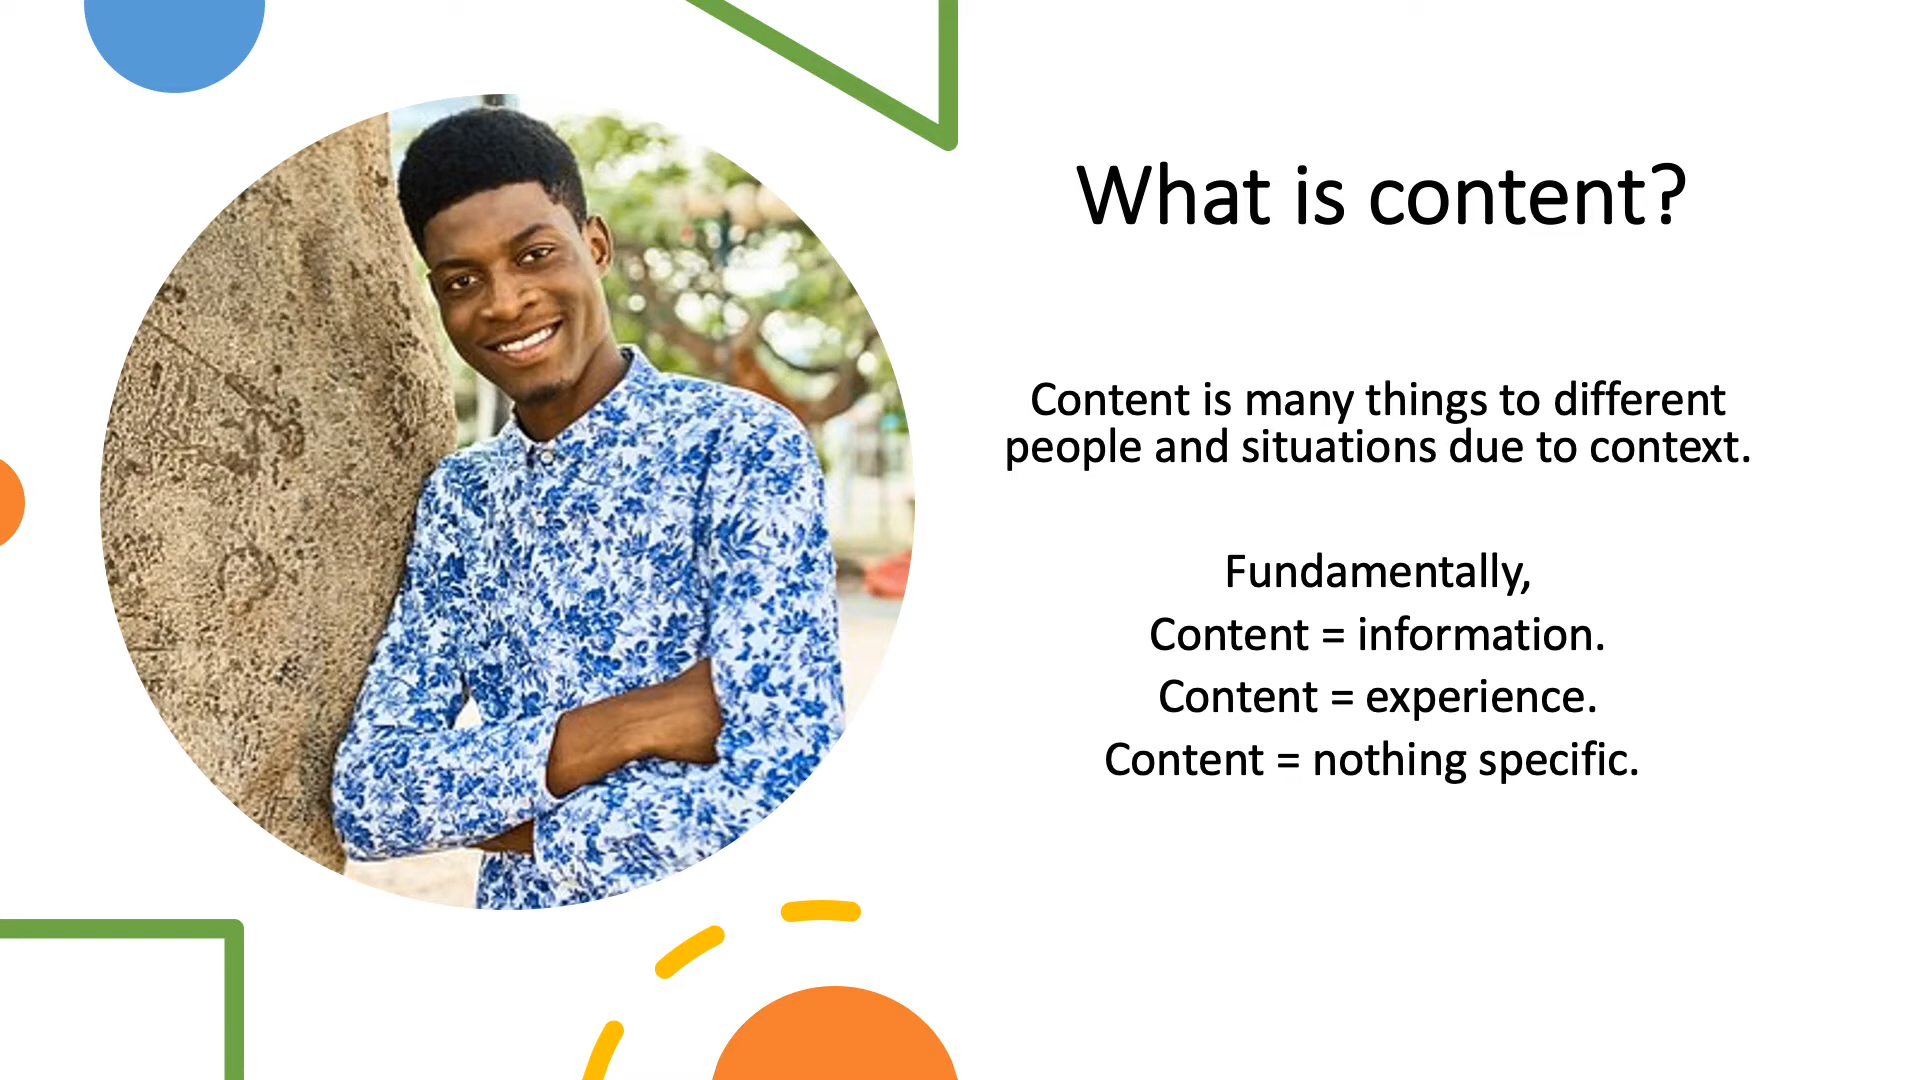 What is content?
Content is many things to different
people and situations due to context.
Fundamentally,
Content = information.
Content = experience.
Content = nothing specific.